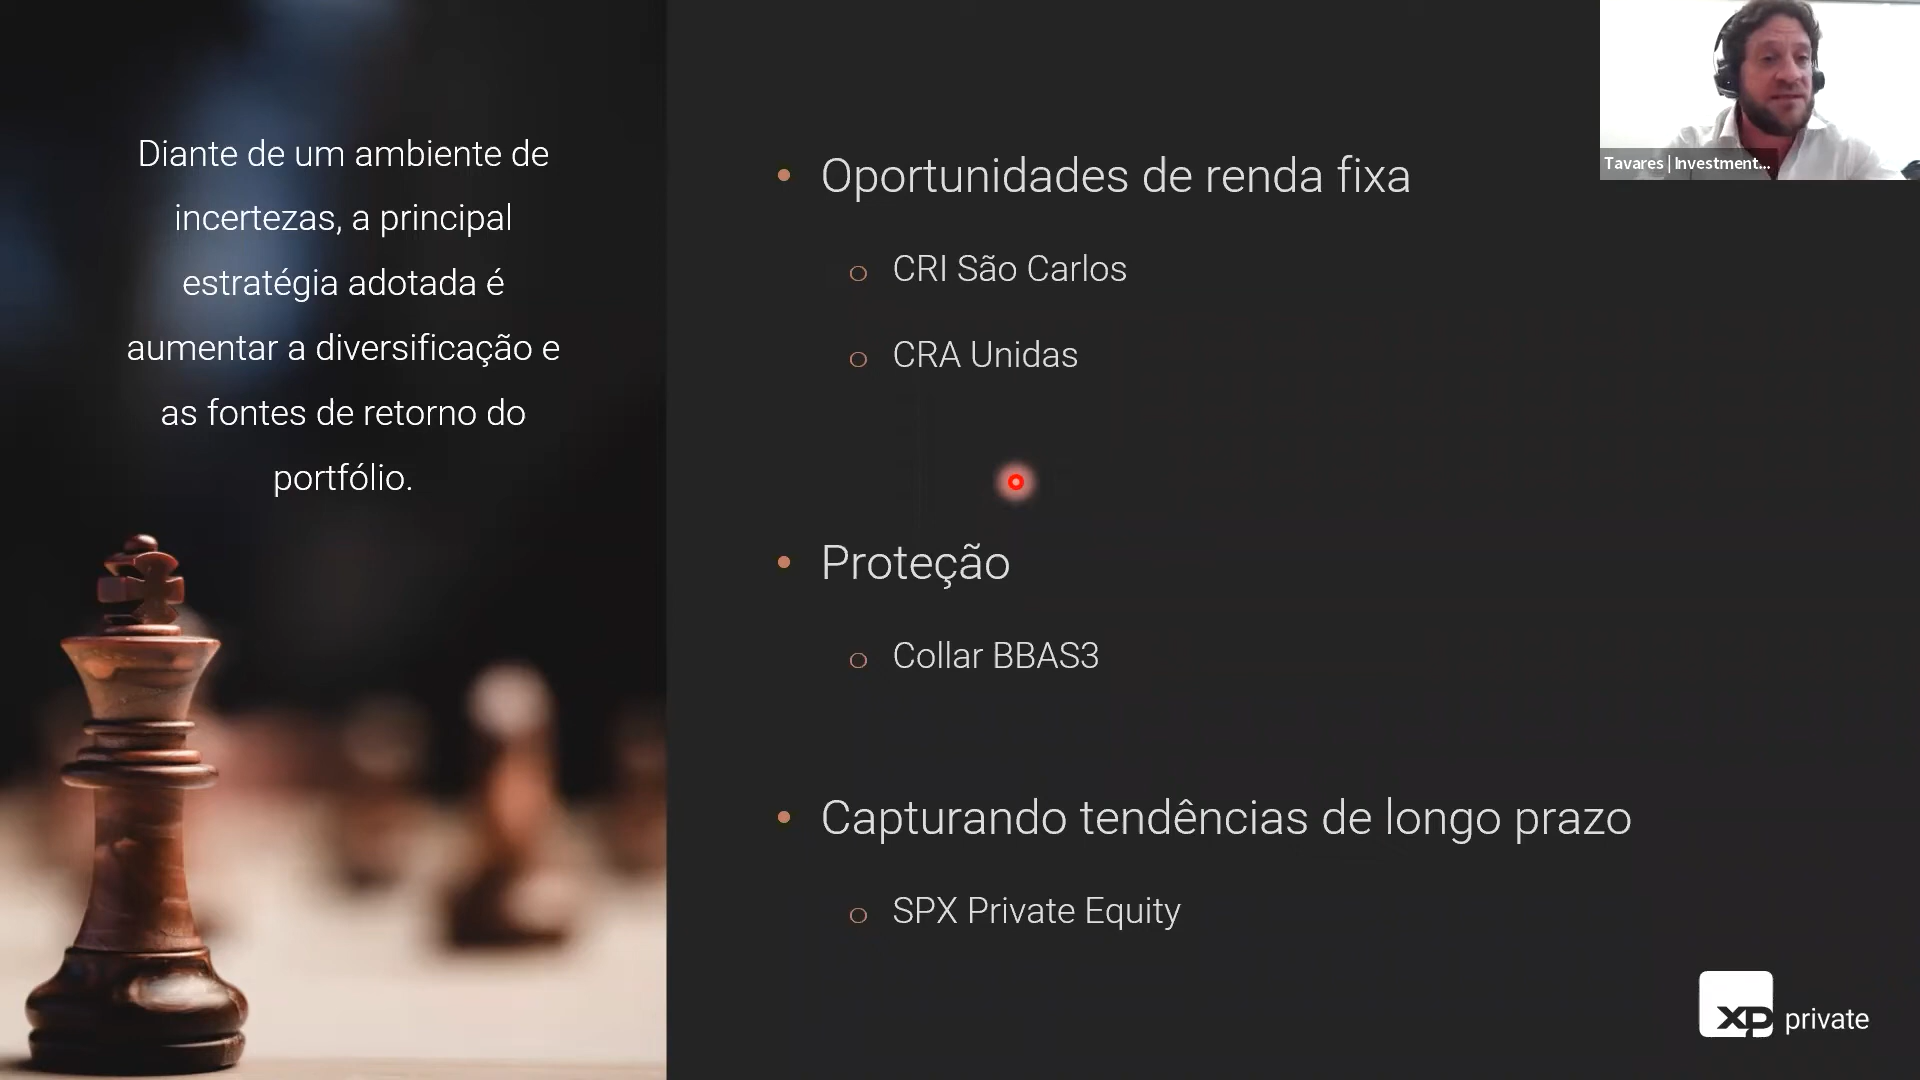 Diante de um ambiente de
incertezas, a principal
estratégia adotada é
aumentar a diversificação e
as fontes de retorno do
portfólio.
• Oportunidades de renda fixa
o CRI São Carlos
o CRA Unidas
• Proteção
o Collar BBAS3
• Capturando tendências de longo prazo
o SPX Private Equity
Tavares | Investment...
xp private